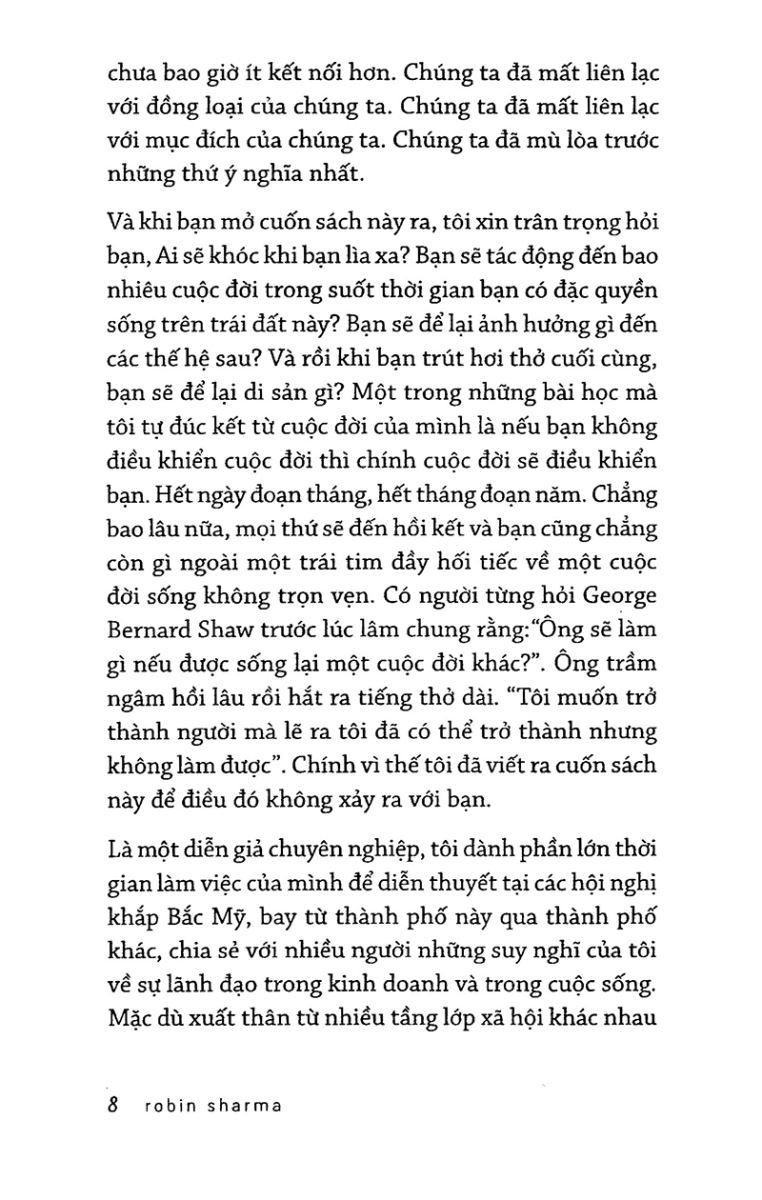 chưa bao giờ ít kết nối hơn. Chúng ta đã mất liên lạc
với đồng loại của chúng ta. Chúng ta đã mất liên lạc
với mục đích của chúng ta. Chúng ta đã mù lòa trước
những thứ ý nghĩa nhất.
Và khi bạn mở cuốn sách này ra, tôi xin trân trọng hỏi
bạn, Ai sẽ khóc khi bạn lìa xa? Bạn sẽ tác động đến bao
nhiêu cuộc đời trong suốt thời gian bạn có đặc quyền
sống trên trái đất này? Bạn sẽ để lại ảnh hưởng gì đến
các thế hệ sau? Và rồi khi bạn trút hơi thở cuối cùng,
bạn sẽ để lại di sản gì? Một trong những bài học mà
tôi tự đúc kết từ cuộc đời của mình là nếu bạn không
điều khiển cuộc đời thì chính cuộc đời sẽ điều khiển
bạn. Hết ngày đoạn tháng, hết tháng đoạn năm. Chẳng
bao lâu nữa, mọi thứ sẽ đến hồi kết và bạn cũng chẳng
còn gì ngoài một trái tim đầy hối tiếc về một cuộc
đời sống không trọn vẹn. Có người từng hỏi George
Bernard Shaw trước lúc lâm chung rằng:“Ông sẽ làm
gì nếu được sống lại một cuộc đời khác?”. Ông trầm
ngâm hồi lâu rồi hắt ra tiếng thở dài. “Tôi muốn trở
thành người mà lẽ ra tôi đã có thể trở thành nhưng
không làm được”. Chính vì thế tôi đã viết ra cuốn sách
này để điều đó không xảy ra với bạn.
Là một diễn giả chuyên nghiệp, tôi dành phần lớn thời
gian làm việc của mình để diễn thuyết tại các hội nghị
khắp Bắc Mỹ, bay từ thành phố này qua thành phố
khác, chia sẻ với nhiều người những suy nghĩ của tôi
về sự lãnh đạo trong kinh doanh và trong cuộc sống.
Mặc dù xuất thân từ nhiều tầng lớp xã hội khác nhau
8 robin sharma